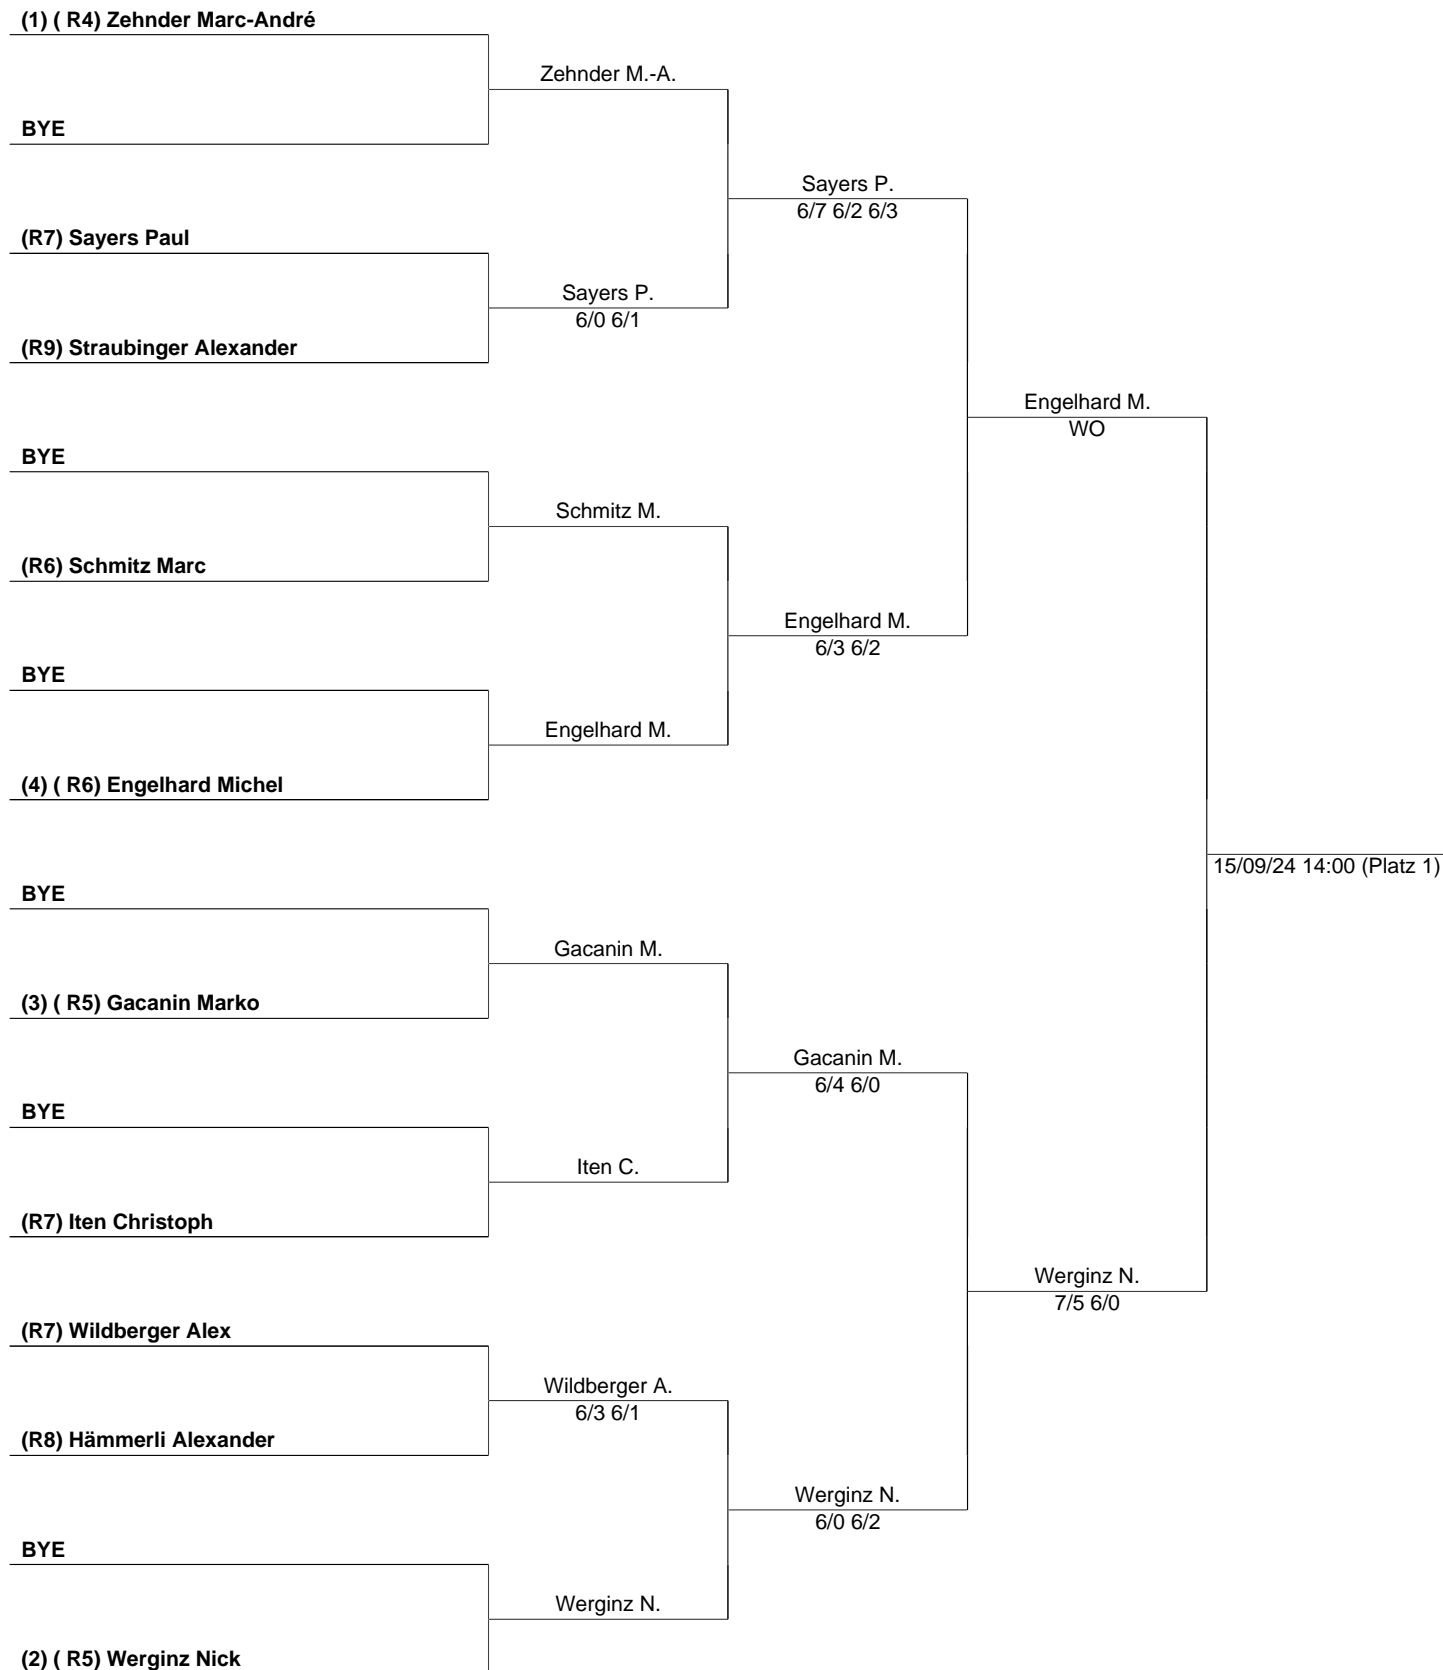 (1) ( R4) Zehnder Marc-André
Zehnder M.-A.
BYE
Sayers P.
6/7 6/2 6/3
(R7) Sayers Paul
Sayers P.
6/0 6/1
(R9) Straubinger Alexander
Engelhard M.
WO
BYE
Schmitz M.
(R6) Schmitz Marc
Engelhard M.
6/3 6/2
BYE
Engelhard M.
(4) ( R6) Engelhard Michel
15/09/24 14:00 (Platz 1)
BYE
Gacanin M.
(3) ( R5) Gacanin Marko
Gacanin M.
6/4 6/0
BYE
Iten C.
(R7) Iten Christoph
Werginz N.
7/5 6/0
(R7) Wildberger Alex
Wildberger A.
6/3 6/1
(R8) Hämmerli Alexander
Werginz N.
6/0 6/2
BYE
Werginz N.
(2) ( R5) Werginz Nick